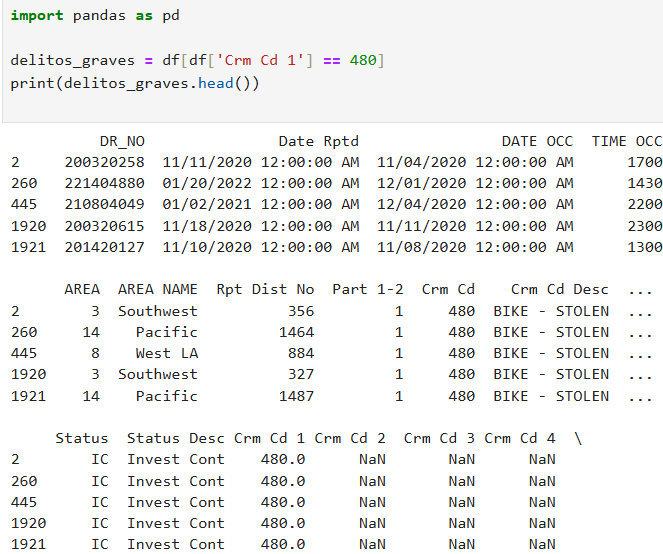 import pandas as pd
delitos_graves = df[df['Crm Cd 1'] == 480]
print(delitos_graves.head())
DR_NO Date Rptd DATE OCC TIME OCC
2 200320258 11/11/2020 12:00:00 AM 11/04/2020 12:00:00 AM 1700
260 221404880 01/20/2022 12:00:00 AM 12/01/2020 12:00:00 AM 1430
445 210804049 01/02/2021 12:00:00 AM 12/04/2020 12:00:00 AM 2200
1920 200320615 11/18/2020 12:00:00 AM 11/11/2020 12:00:00 AM 2300
1921 201420127 11/10/2020 12:00:00 AM 11/08/2020 12:00:00 AM 1300
AREA AREA NAME Rpt Dist No Part 1-2 Crm Cd Crm Cd Desc ...
2 3 Southwest 356 1 480 BIKE - STOLEN ...
260 14 Pacific 1464 1 480 BIKE - STOLEN ...
445 8 West LA 884 1 480 BIKE - STOLEN ...
1920 3 Southwest 327 1 480 BIKE - STOLEN ...
1921 14 Pacific 1487 1 480 BIKE - STOLEN ...
Status Status Desc Crm Cd 1 Crm Cd 2 Crm Cd 3 Crm Cd 4 \
2 IC Invest Cont 480.0 NaN NaN NaN
260 IC Invest Cont 480.0 NaN NaN NaN
445 IC Invest Cont 480.0 NaN NaN NaN
1920 IC Invest Cont 480.0 NaN NaN NaN
1921 IC Invest Cont 480.0 NaN NaN NaN